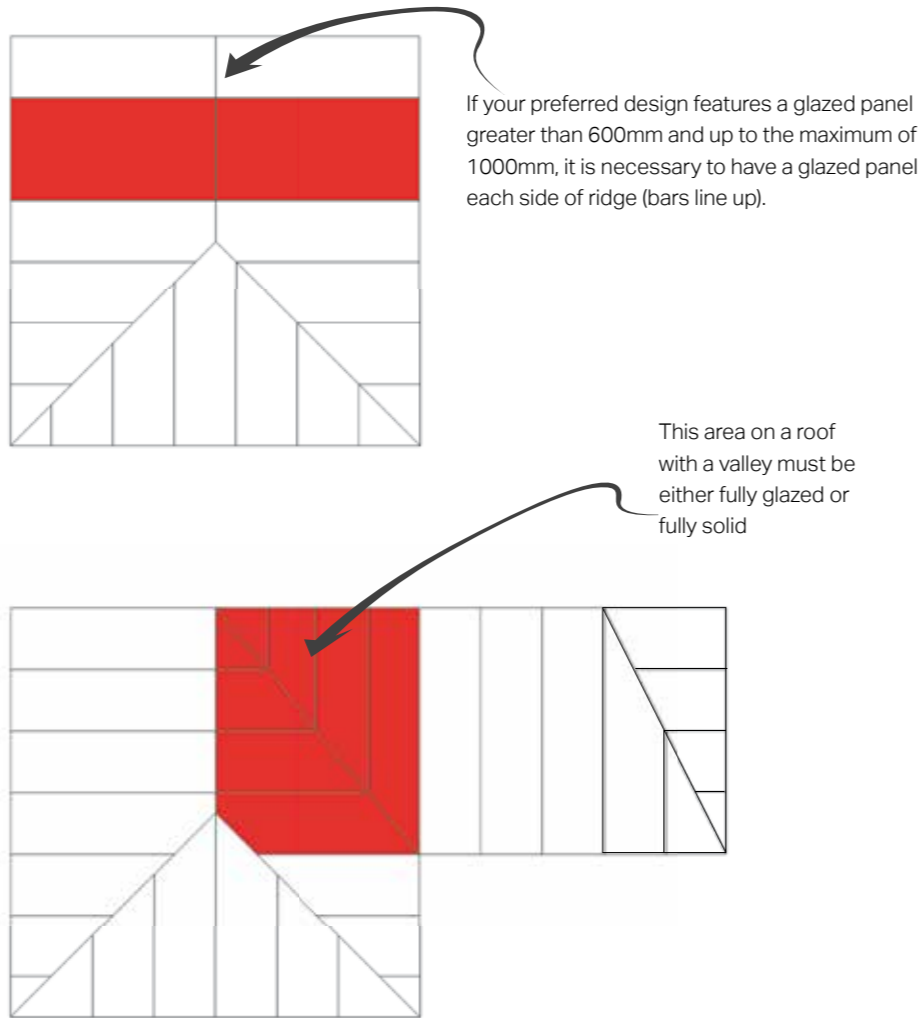 If your preferred design features a glazed panel
greater than 600mm and up to the maximum of
1000mm, it is necessary to have a glazed panel
each side of ridge (bars line up).
This area on a roof
with a valley must be
either fully glazed or
fully solid